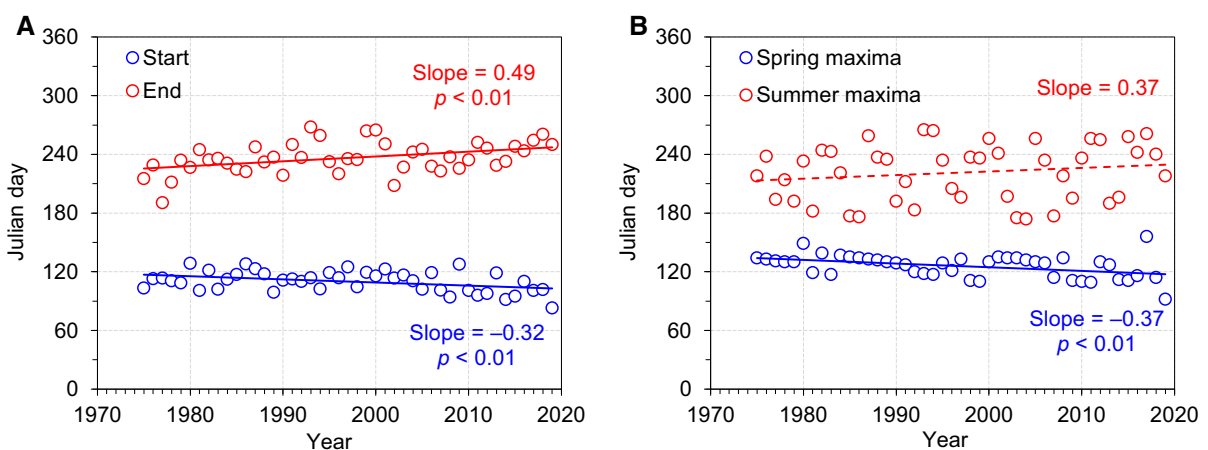 A
360
300
240
180
120
60
0
Julian day
Start
End
Slope = 0.49
p < 0.01
Slope = –0.32
p < 0.01
1970
1980
1990
2000
2010
2020
Year
B
360
300
240
180
120
60
0
Julian day
Spring maxima
Summer maxima
Slope = 0.37
Slope = –0.37
p < 0.01
1970
1980
1990
2000
2010
2020
Year